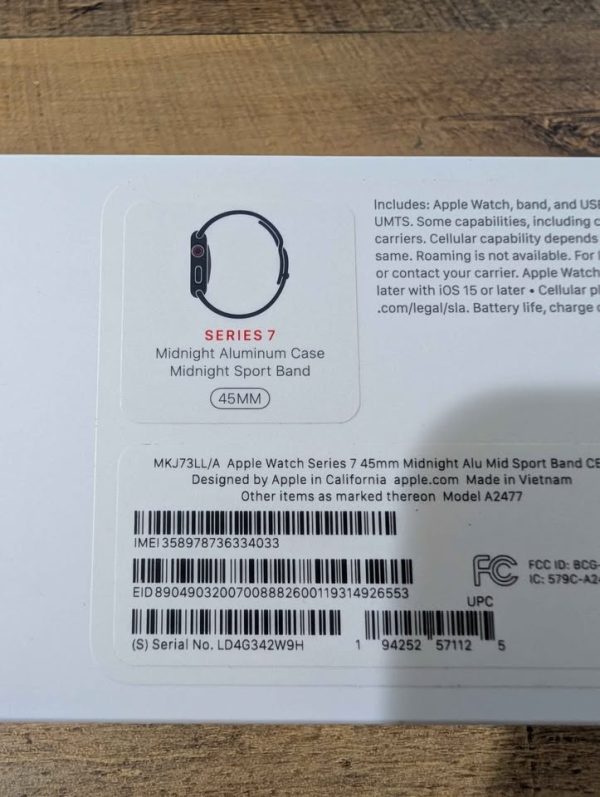 SERIES 7
Midnight Aluminum Case
Midnight Sport Band
45MM
Includes: Apple Watch, band, and
UMTS. Some capabilities, including
carriers. Cellular capability depends
same. Roaming is not available. For
or contact your carrier. Apple Watch
later with iOS 15 or later • Cellular
.com/legal/sla. Battery life, charge
MKJ73LL/A Apple Watch Series 7 45mm Midnight Alu Mid Sport Band
Designed by Apple in California apple.com Made in Vietnam
Other items as marked thereon Model A2477
IMEI 358978736334033
EID 89049032007008882600119314926553
FC FCC ID: BCG-
IC: 579C-A24
UPC
(S) Serial No. LD4G342W9H
1 94252 57112 5